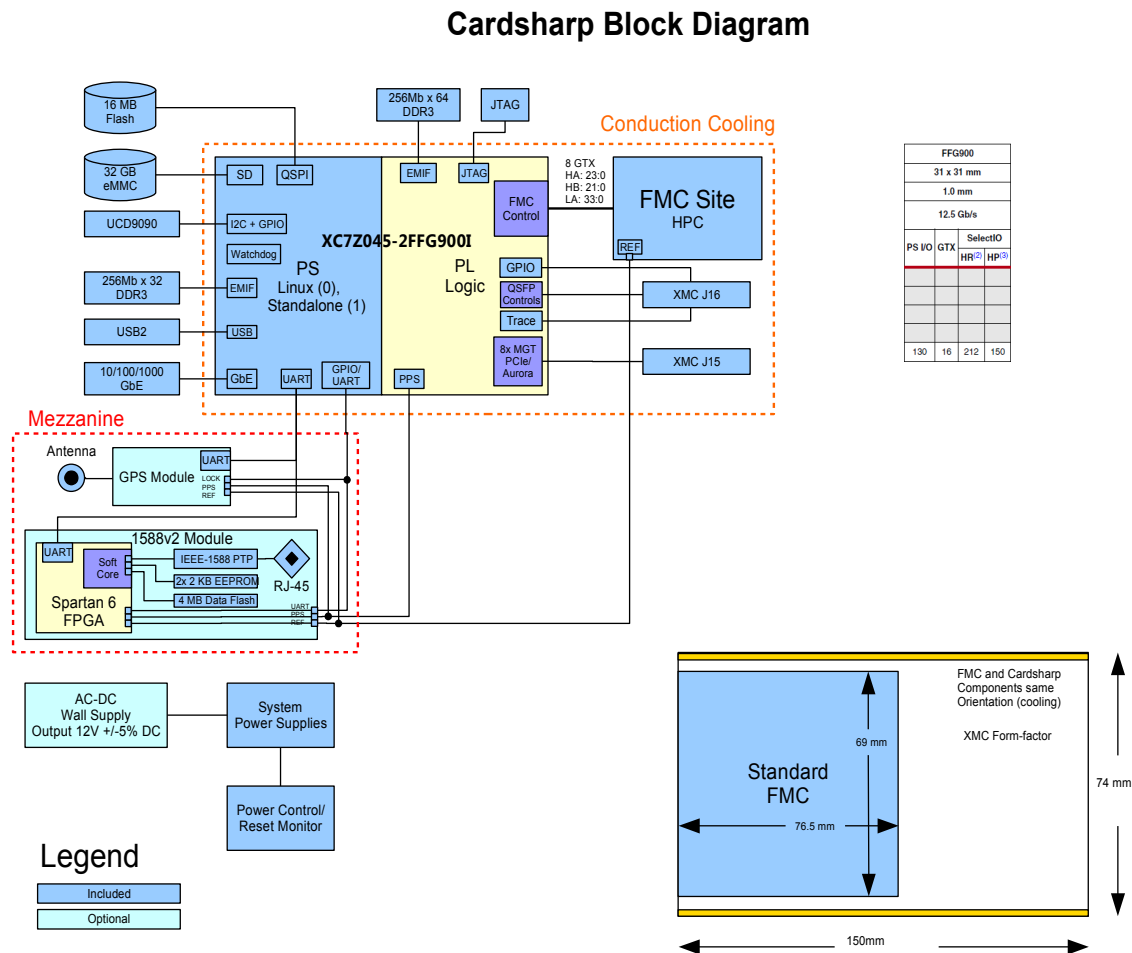 Cardsharp Block Diagram
16 MB
Flash
256Mb x 64
DDR3
JTAG
Conduction Cooling
32 GB
eMMC
SD
QSPI
EMIF
JTAG
8 GTX
HA: 23:0
HB: 21:0
LA: 33:0
FMC
Control
FMC Site
HPC
REF
UCD9090
I2C + GPIO
XC7Z045-2FFG900I
Watchdog
PS
Linux (0),
Standalone (1)
PL
Logic
GPIO
QSFP
Controls
Trace
XMC J16
256Mb x 32
DDR3
EMIF
USB2
USB
8x MGT
PCIe/
Aurora
XMC J15
10/100/1000
GbE
GbE
UART
GPIO/
UART
PPS
FFG900
31 x 31 mm
1.0 mm
12.5 Gb/s
PS I/O
GTX
SelectIO
HR(2)
HP(3)
130 16 212 150
Mezzanine
Antenna
UART
GPS Module
LOCK
PPS
REF
1588v2 Module
UART
Soft
Core
IEEE-1588 PTP
2x 2 KB EEPROM
4 MB Data Flash
RJ-45
Spartan 6
FPGA
UART
PPS
REF
AC-DC
Wall Supply
Output 12V +/-5% DC
System
Power Supplies
Power Control/
Reset Monitor
Legend
Included
Optional
FMC and Cardsharp
Components same
Orientation (cooling)
XMC Form-factor
69 mm
Standard
FMC
76.5 mm
74 mm
150mm